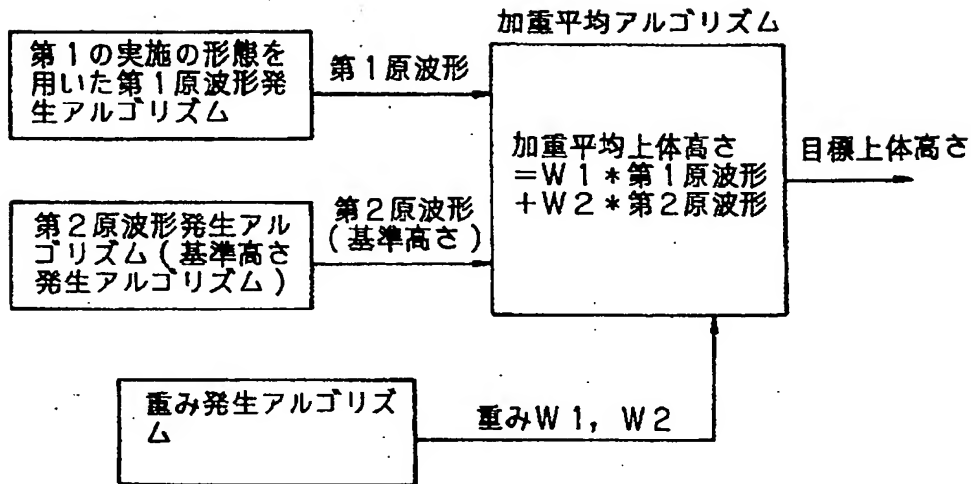 加重平均アルゴリズム
第1の実施の形態を
用いた第1原波形発
生アルゴリズム
第1原波形
加重平均上体高さ
＝W1＊第1原波形
＋W2＊第2原波形
目標上体高さ
第2原波形発生アル
ゴリズム(基準高さ
発生アルゴリズム)
第2原波形
(基準高さ)
重み発生アルゴリズ
ム
重みW1, W2